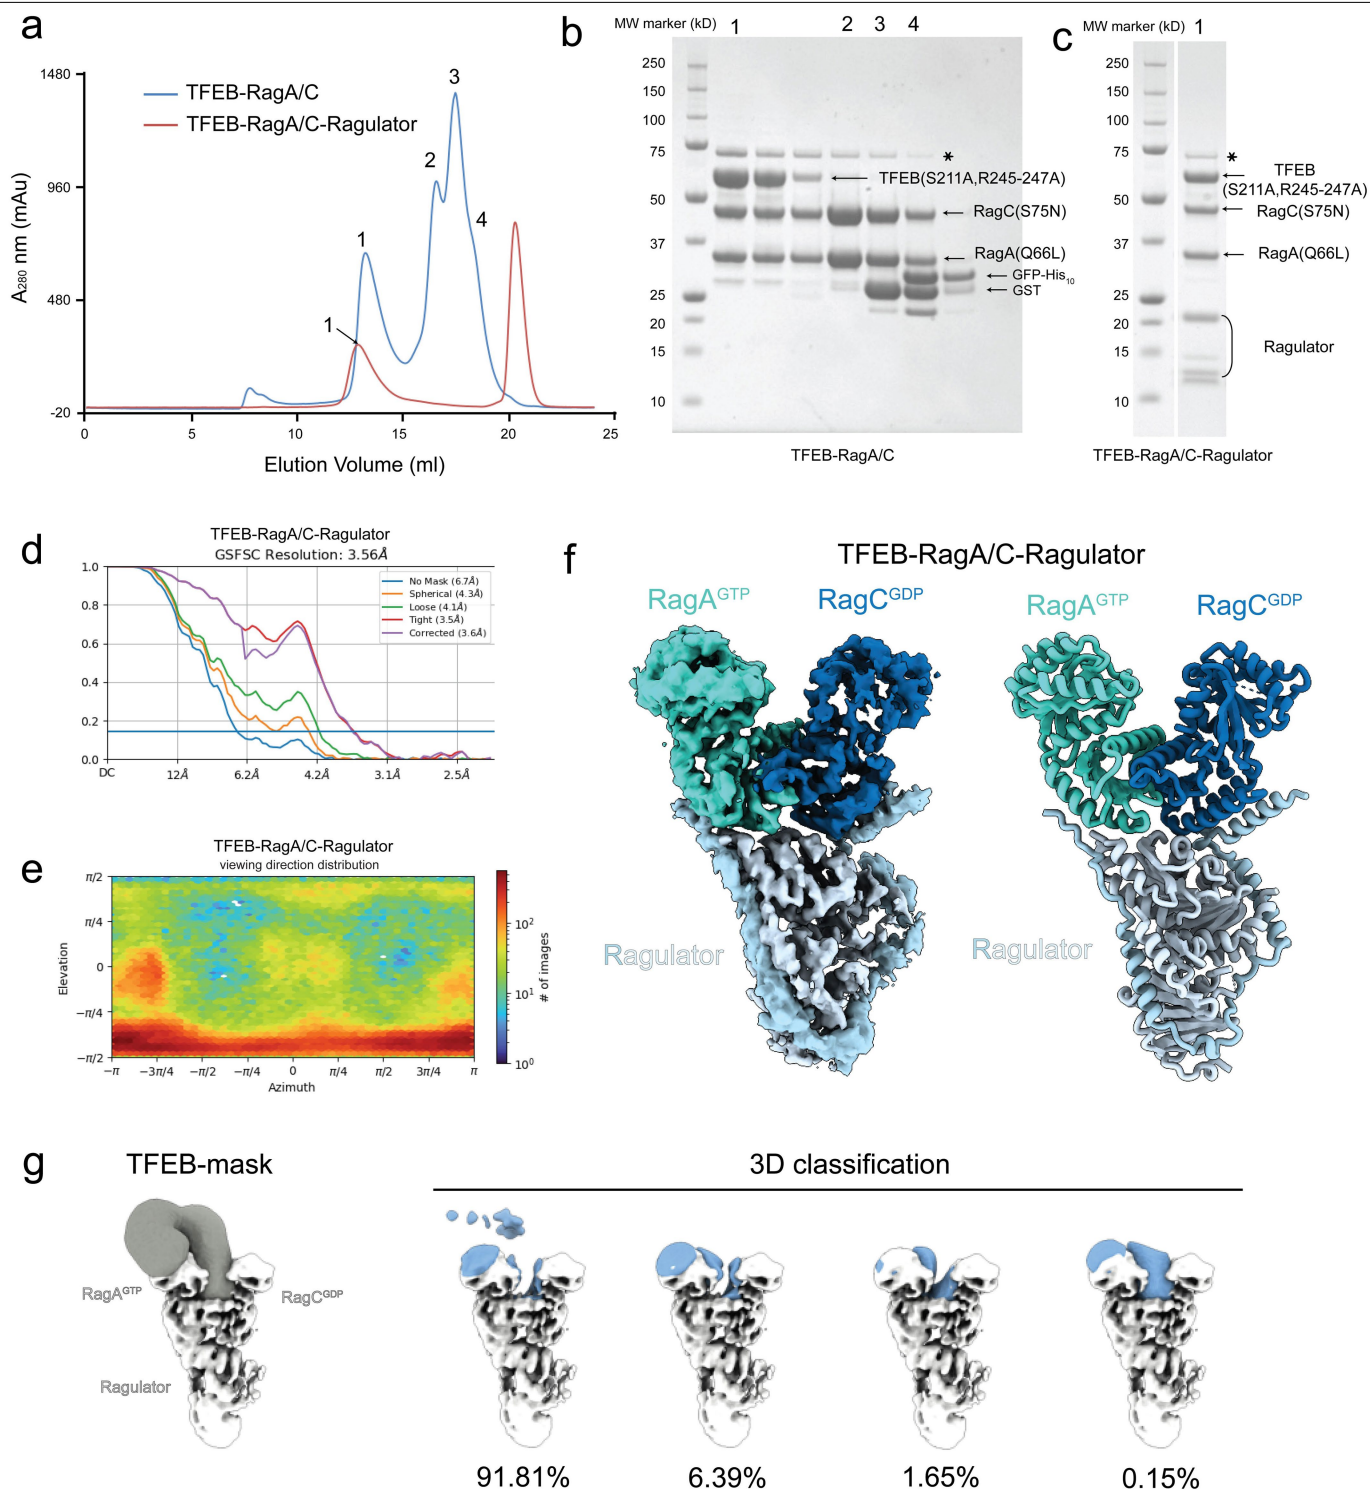 a
1480
960
480
-20
A280 nm (mAu)
TFEB-RagA/C
TFEB-RagA/C-Ragulator
1
2
3
4
1
0
5
10
15
20
25
Elution Volume (ml)
b
MW marker (kD)
1
2
3
4
250
150
100
75
50
37
25
20
15
10
*
TFEB(S211A,R245-247A)
RagC(S75N)
RagA(Q66L)
GFP-His10
GST
TFEB-RagA/C
c
MW marker (kD)
1
250
150
100
75
50
37
25
20
15
10
*
TFEB
(S211A,R245-247A)
RagC(S75N)
RagA(Q66L)
Ragulator
TFEB-RagA/C-Ragulator
d
TFEB-RagA/C-Ragulator
GSFSC Resolution: 3.56Å
1.0
0.8
0.6
0.4
0.2
0.0
No Mask (6.7Å)
Spherical (4.3Å)
Loose (4.1Å)
Tight (3.5Å)
Corrected (3.6Å)
DC
12Å
6.2Å
4.2Å
3.1Å
2.5Å
e
TFEB-RagA/C-Ragulator
viewing direction distribution
π/2
π/4
0
−π/4
−π/2
Elevation
−π
−3π/4
−π/2
−π/4
0
π/4
π/2
3π/4
π
Azimuth
10²
10¹
10⁰
# of images
f
TFEB-RagA/C-Ragulator
RagAGTP
RagCGDP
RagAGTP
RagCGDP
Ragulator
Ragulator
g
TFEB-mask
3D classification
RagAGTP
RagCGDP
Ragulator
91.81%
6.39%
1.65%
0.15%